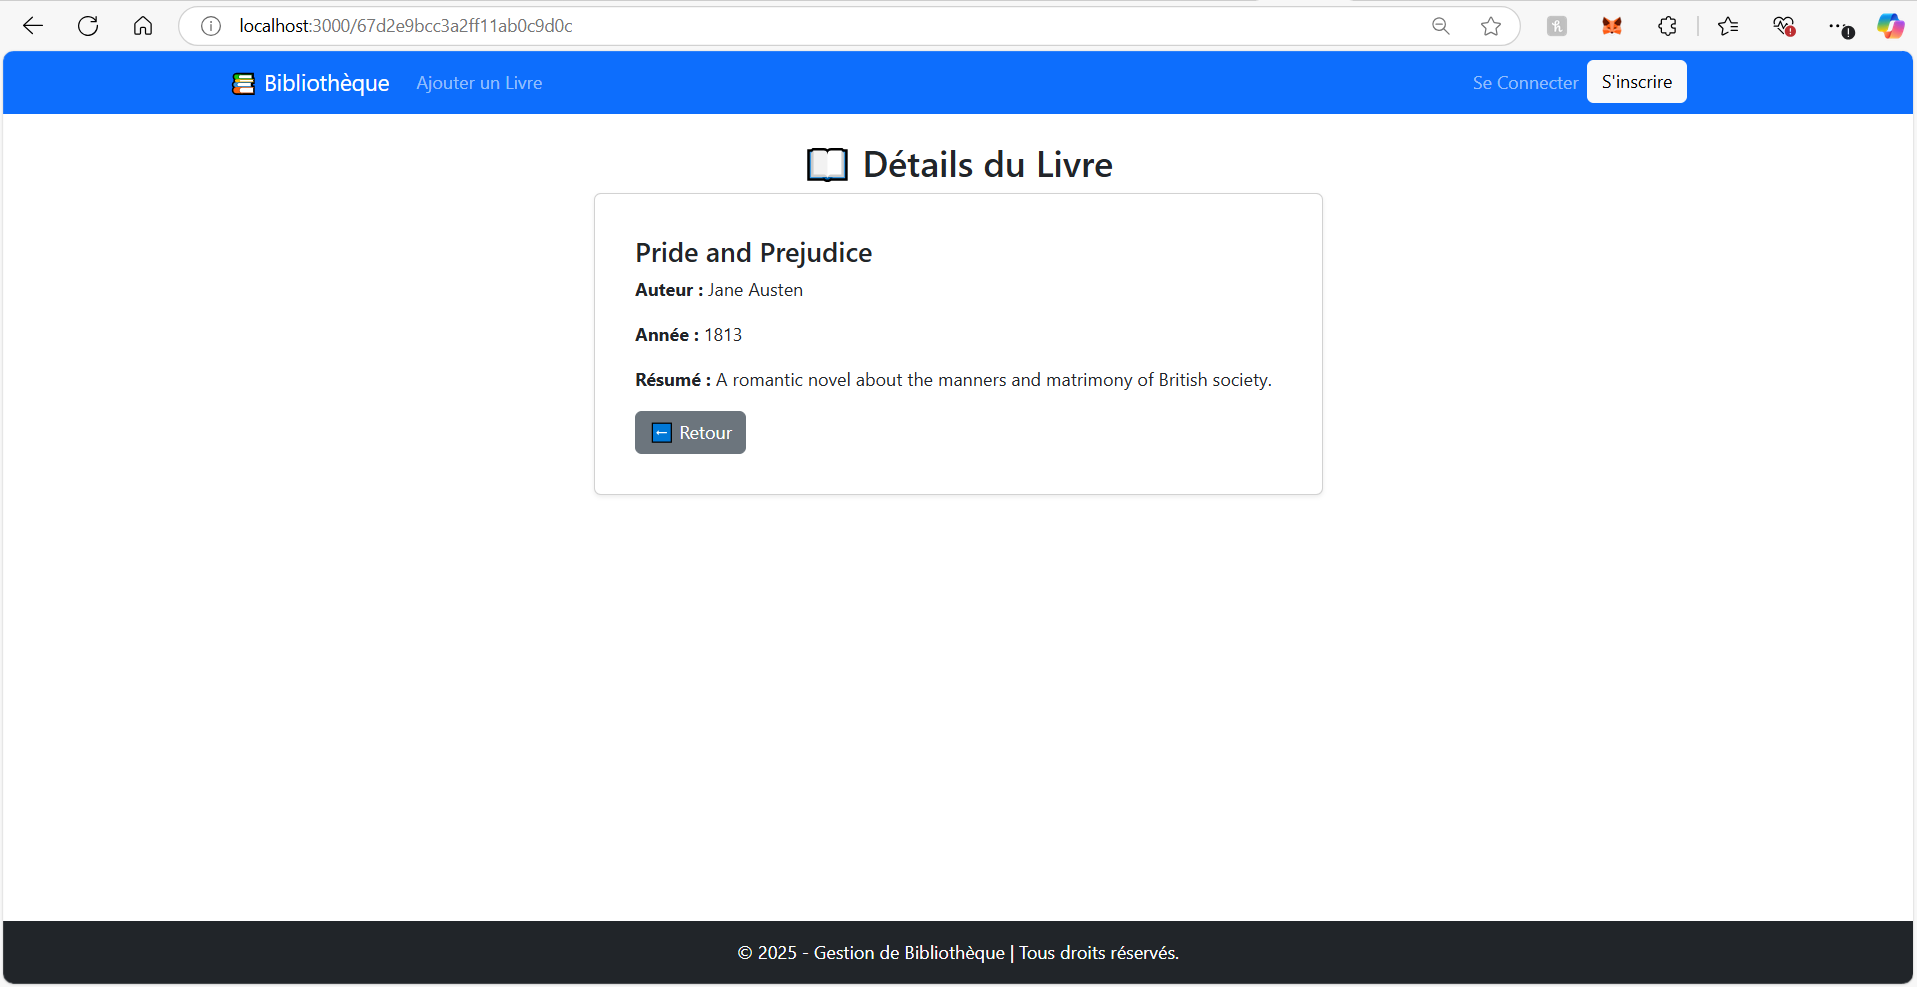 localhost:3000/67d2e9bcc3a2ff11ab0c9d0c
Bibliothèque Ajouter un Livre Se Connecter S'inscrire
Détails du Livre
Pride and Prejudice
Auteur : Jane Austen
Année : 1813
Résumé : A romantic novel about the manners and matrimony of British society.
Retour
© 2025 - Gestion de Bibliothèque | Tous droits réservés.